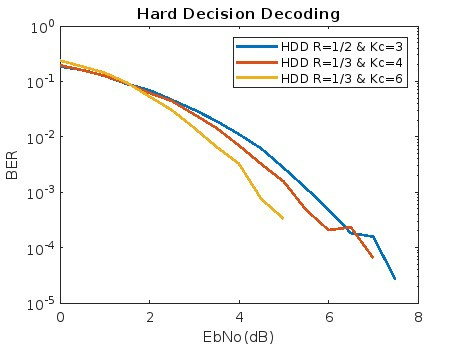 Hard Decision Decoding
HDD R=1/2 & Kc=3
HDD R=1/3 & Kc=4
HDD R=1/3 & Kc=6
BER
10^0
10^-1
10^-2
10^-3
10^-4
10^-5
0 2 4 6 8
EbNo(dB)